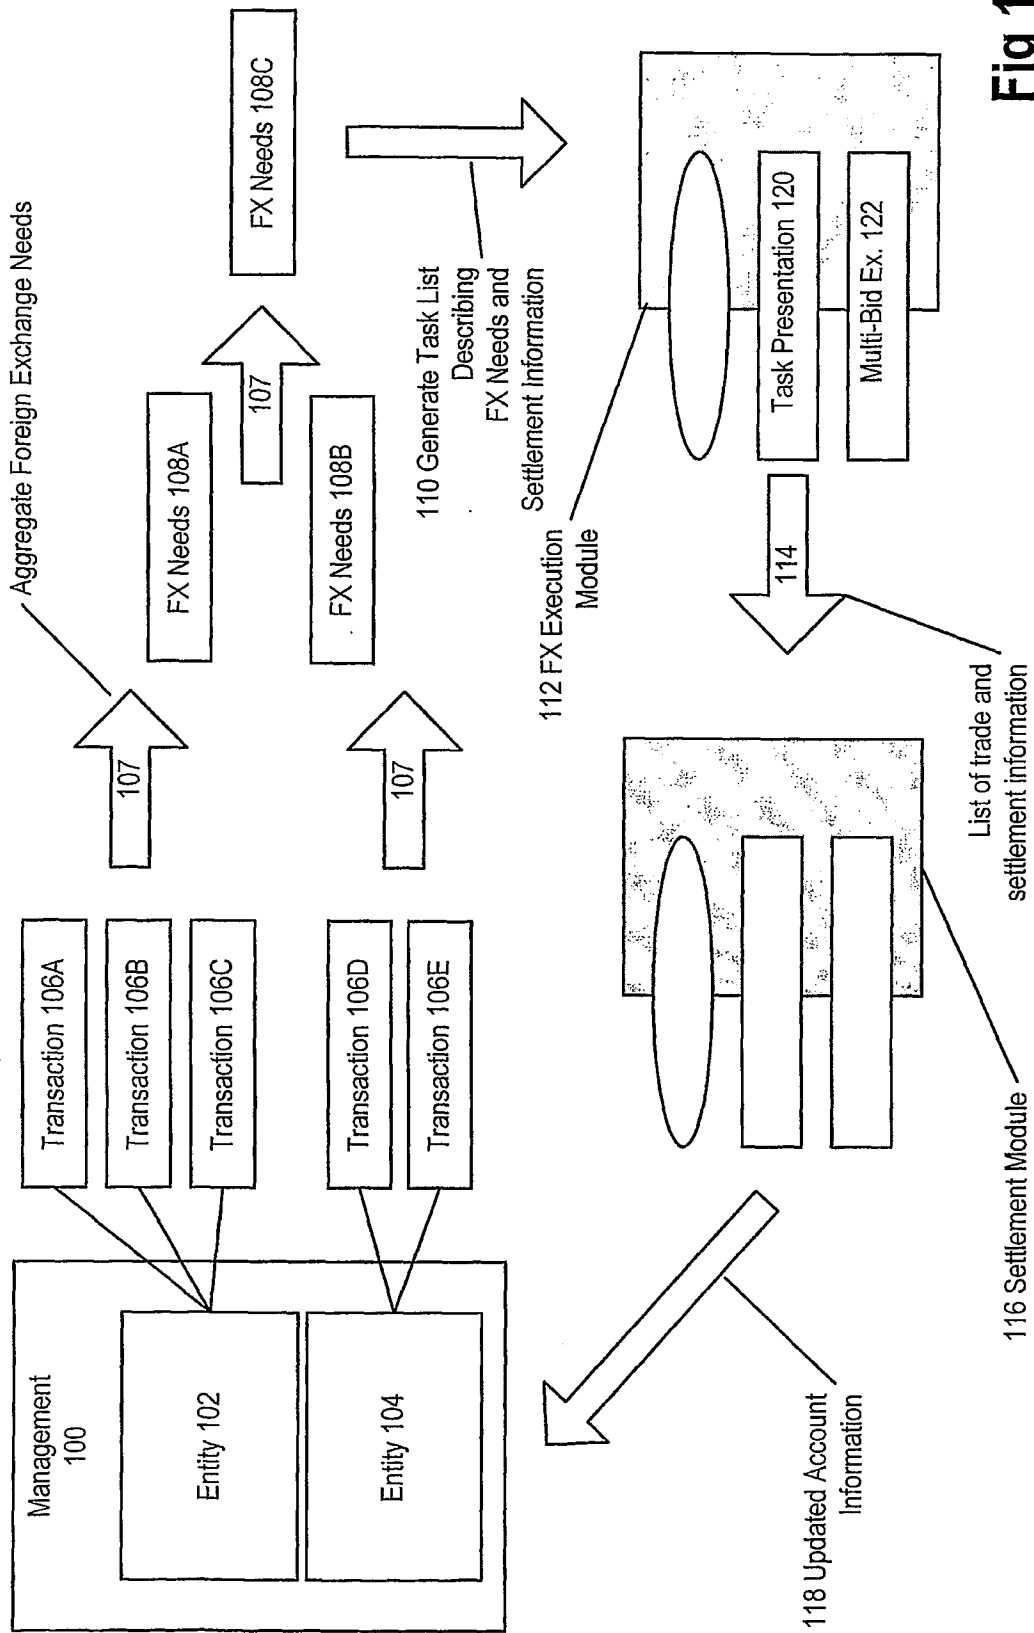 Management
100
Entity 102
Entity 104
Transaction 106A
Transaction 106B
Transaction 106C
Transaction 106D
Transaction 106E
107
107
Aggregate Foreign Exchange Needs
FX Needs 108A
FX Needs 108B
107
FX Needs 108C
110 Generate Task List
Describing
FX Needs and
Settlement Information
112 FX Execution
Module
Task Presentation 120
Multi-Bid Ex. 122
114
List of trade and
settlement information
116 Settlement Module
118 Updated Account
Information
Fig 1